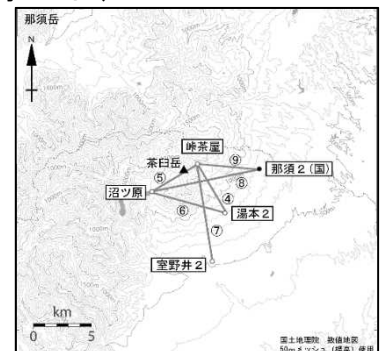 那須岳
N
峠茶屋
茶臼岳
⑨
那須2(国)
⑤
⑧
沼ツ原
④
湯本2
⑥
⑦
室野井2
km
0 5
国土地理院 数値地図
50mメッシュ(標高)使用